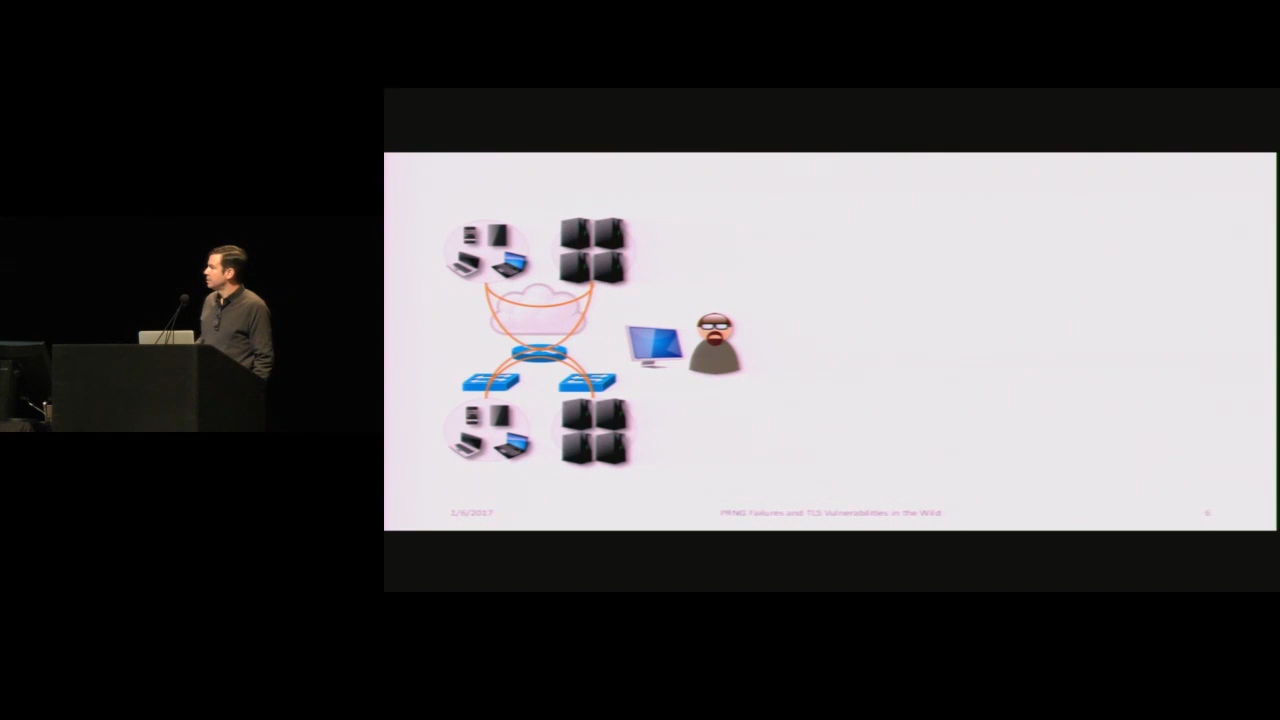 1/6/2017
PRNG Failures and TLS Vulnerabilities in the Wild
6